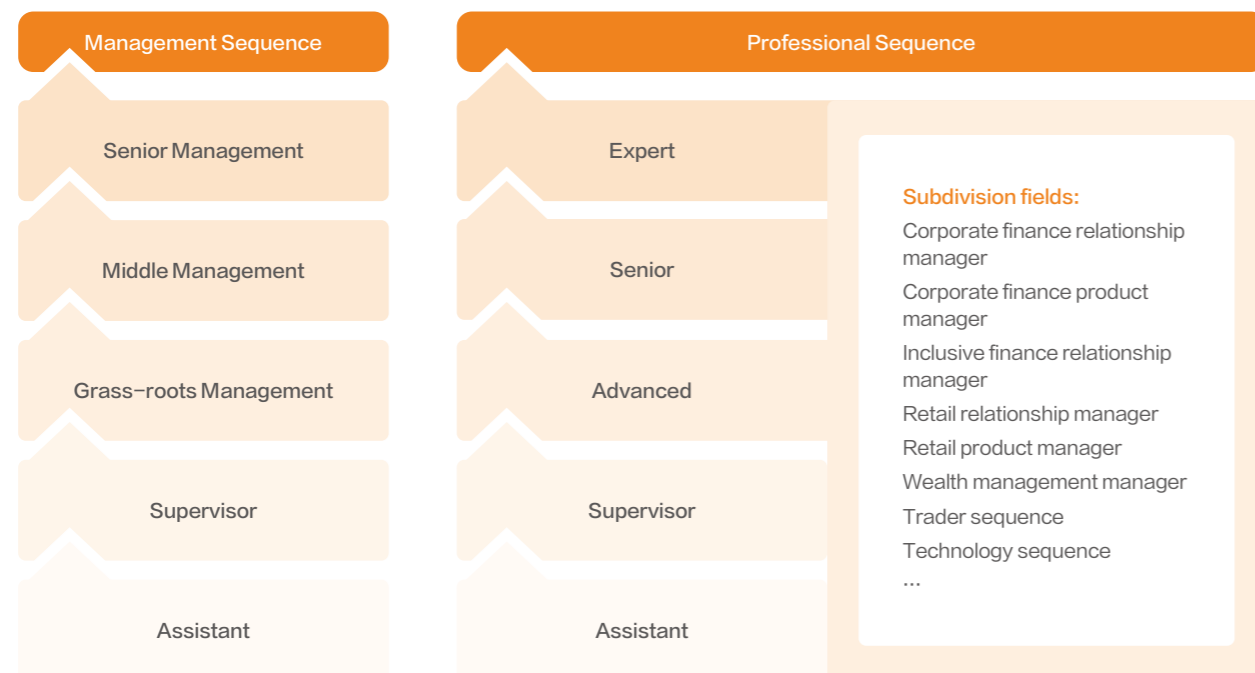 Management Sequence
Senior Management
Middle Management
Grass-roots Management
Supervisor
Assistant
Professional Sequence
Expert
Senior
Advanced
Supervisor
Assistant
Subdivision fields:
Corporate finance relationship
manager
Corporate finance product
manager
Inclusive finance relationship
manager
Retail relationship manager
Retail product manager
Wealth management manager
Trader sequence
Technology sequence
...